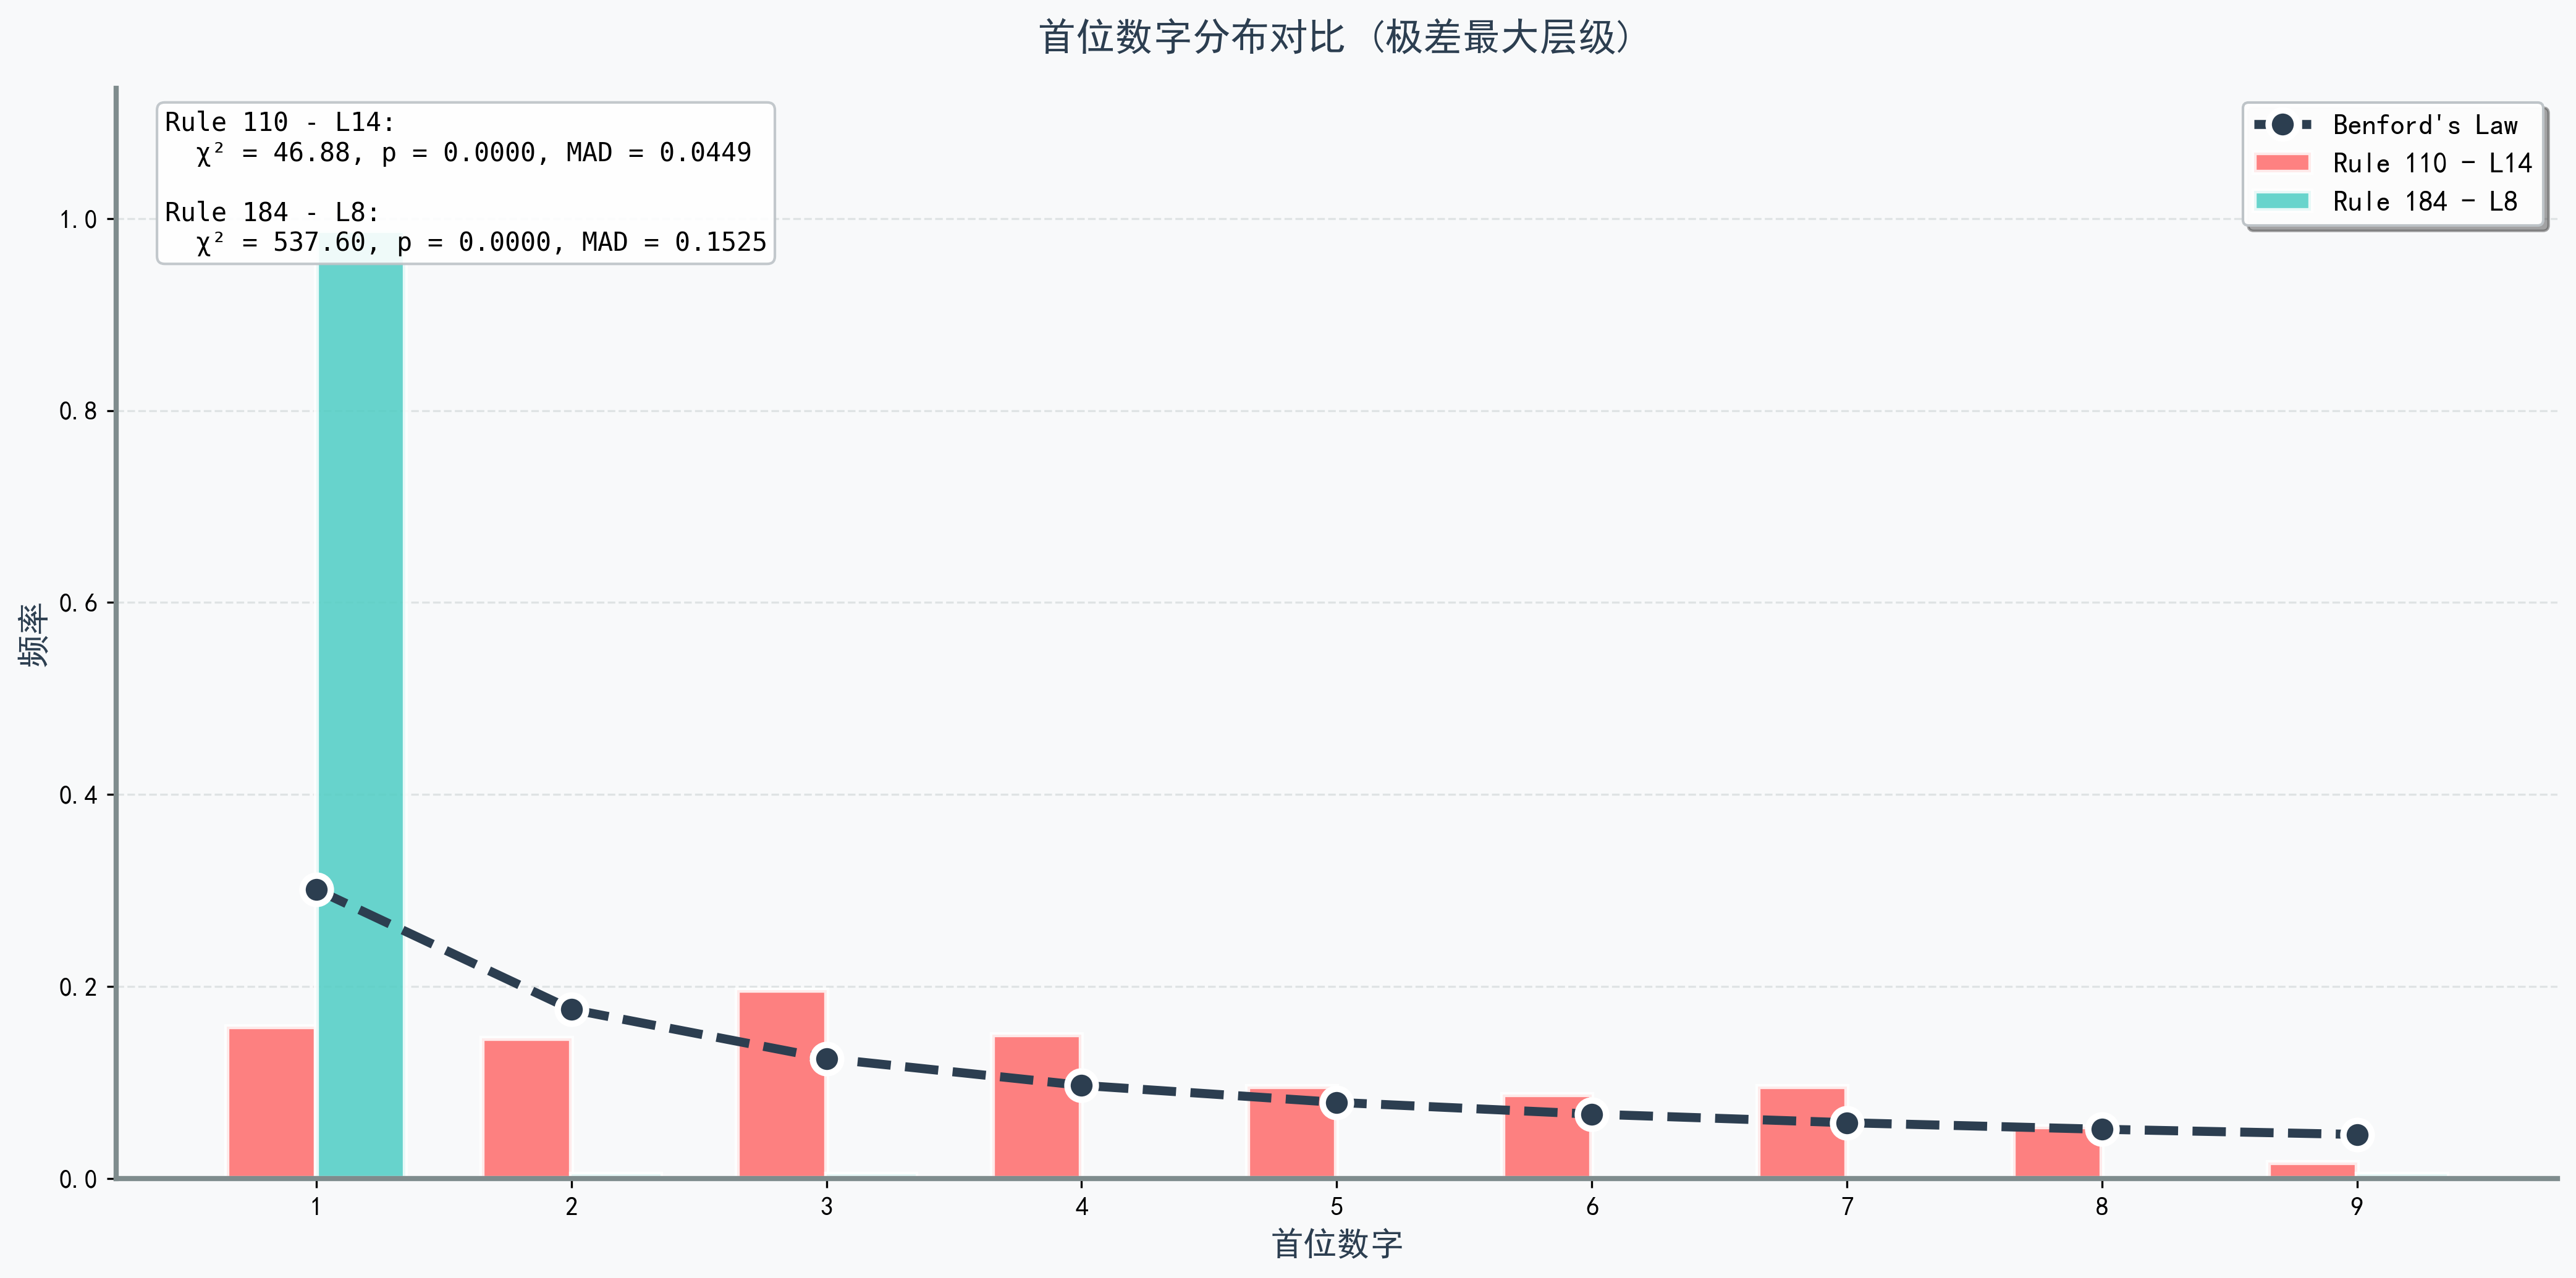 首位数字分布对比 (极差最大层级)
Rule 110 - L14:
χ² = 46.88, p = 0.0000, MAD = 0.0449
Rule 184 - L8:
χ² = 537.60, p = 0.0000, MAD = 0.1525
Benford's Law
Rule 110 - L14
Rule 184 - L8
频率
1.0
0.8
0.6
0.4
0.2
0.0
1 2 3 4 5 6 7 8 9
首位数字